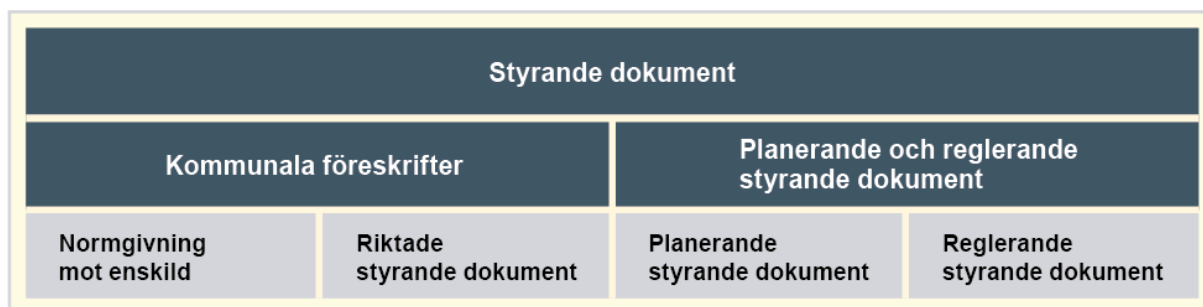 Styrande dokument
Kommunala föreskrifter
Planerande och reglerande
styrande dokument
Normgivning
mot enskild
Riktade
styrande dokument
Planerande
styrande dokument
Reglerande
styrande dokument